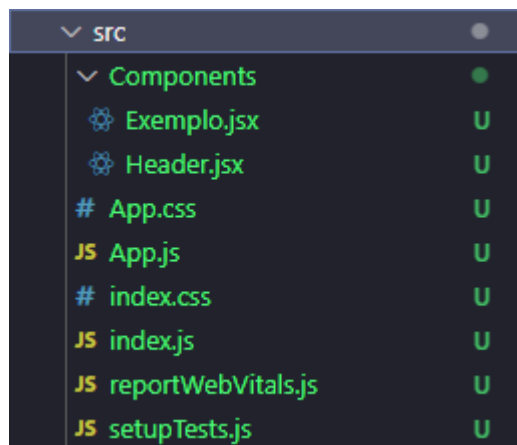 src
Components
Exemplo.jsx U
Header.jsx U
# App.css U
JS App.js U
# index.css U
JS index.js U
JS reportWebVitals.js U
JS setupTests.js U